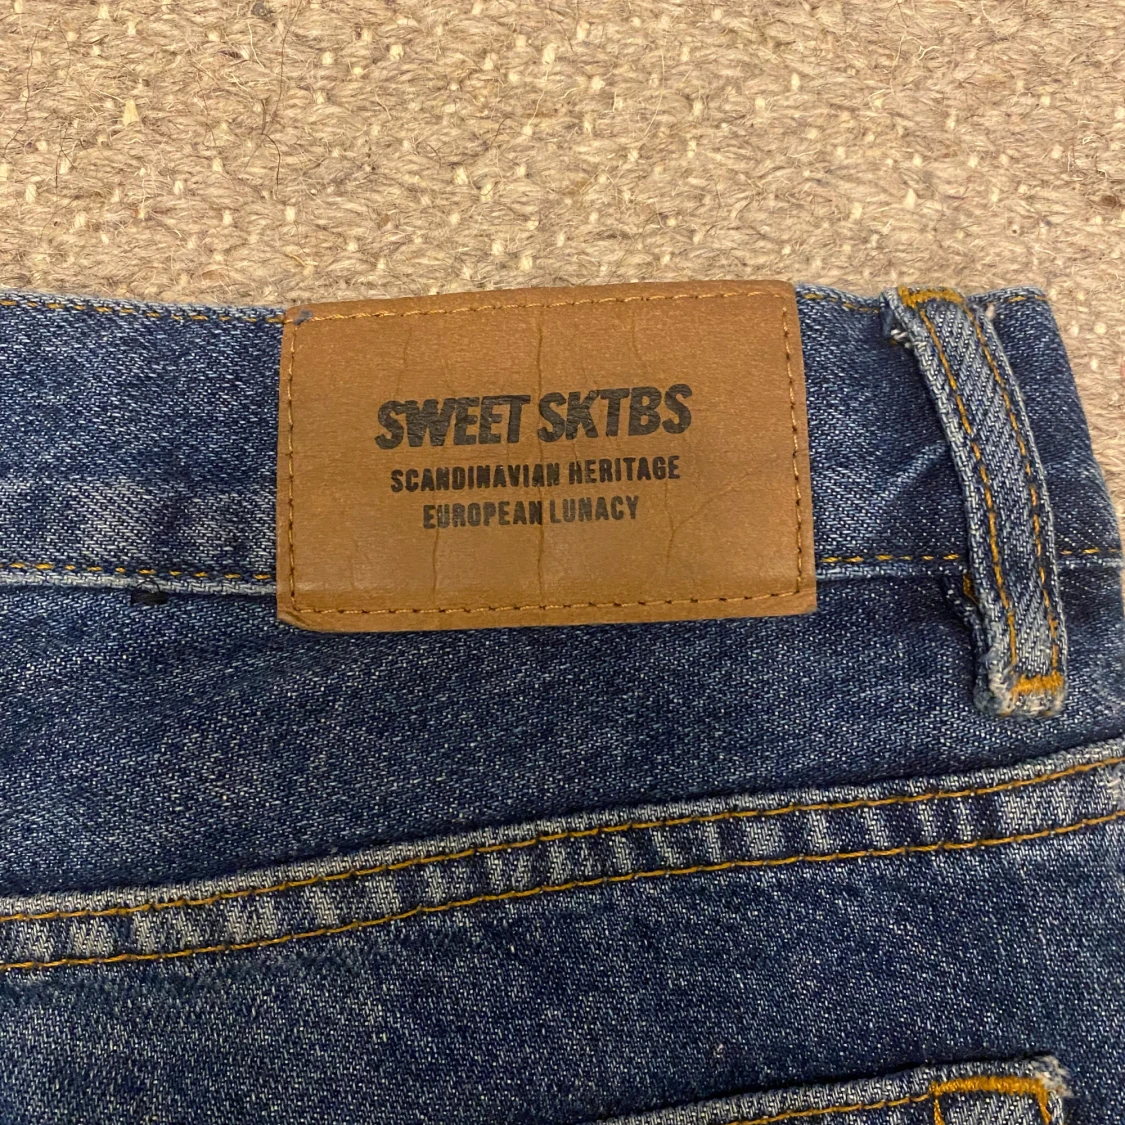 SWEET SKTBS
SCANDINAVIAN HERITAGE
EUROPEAN LUNACY